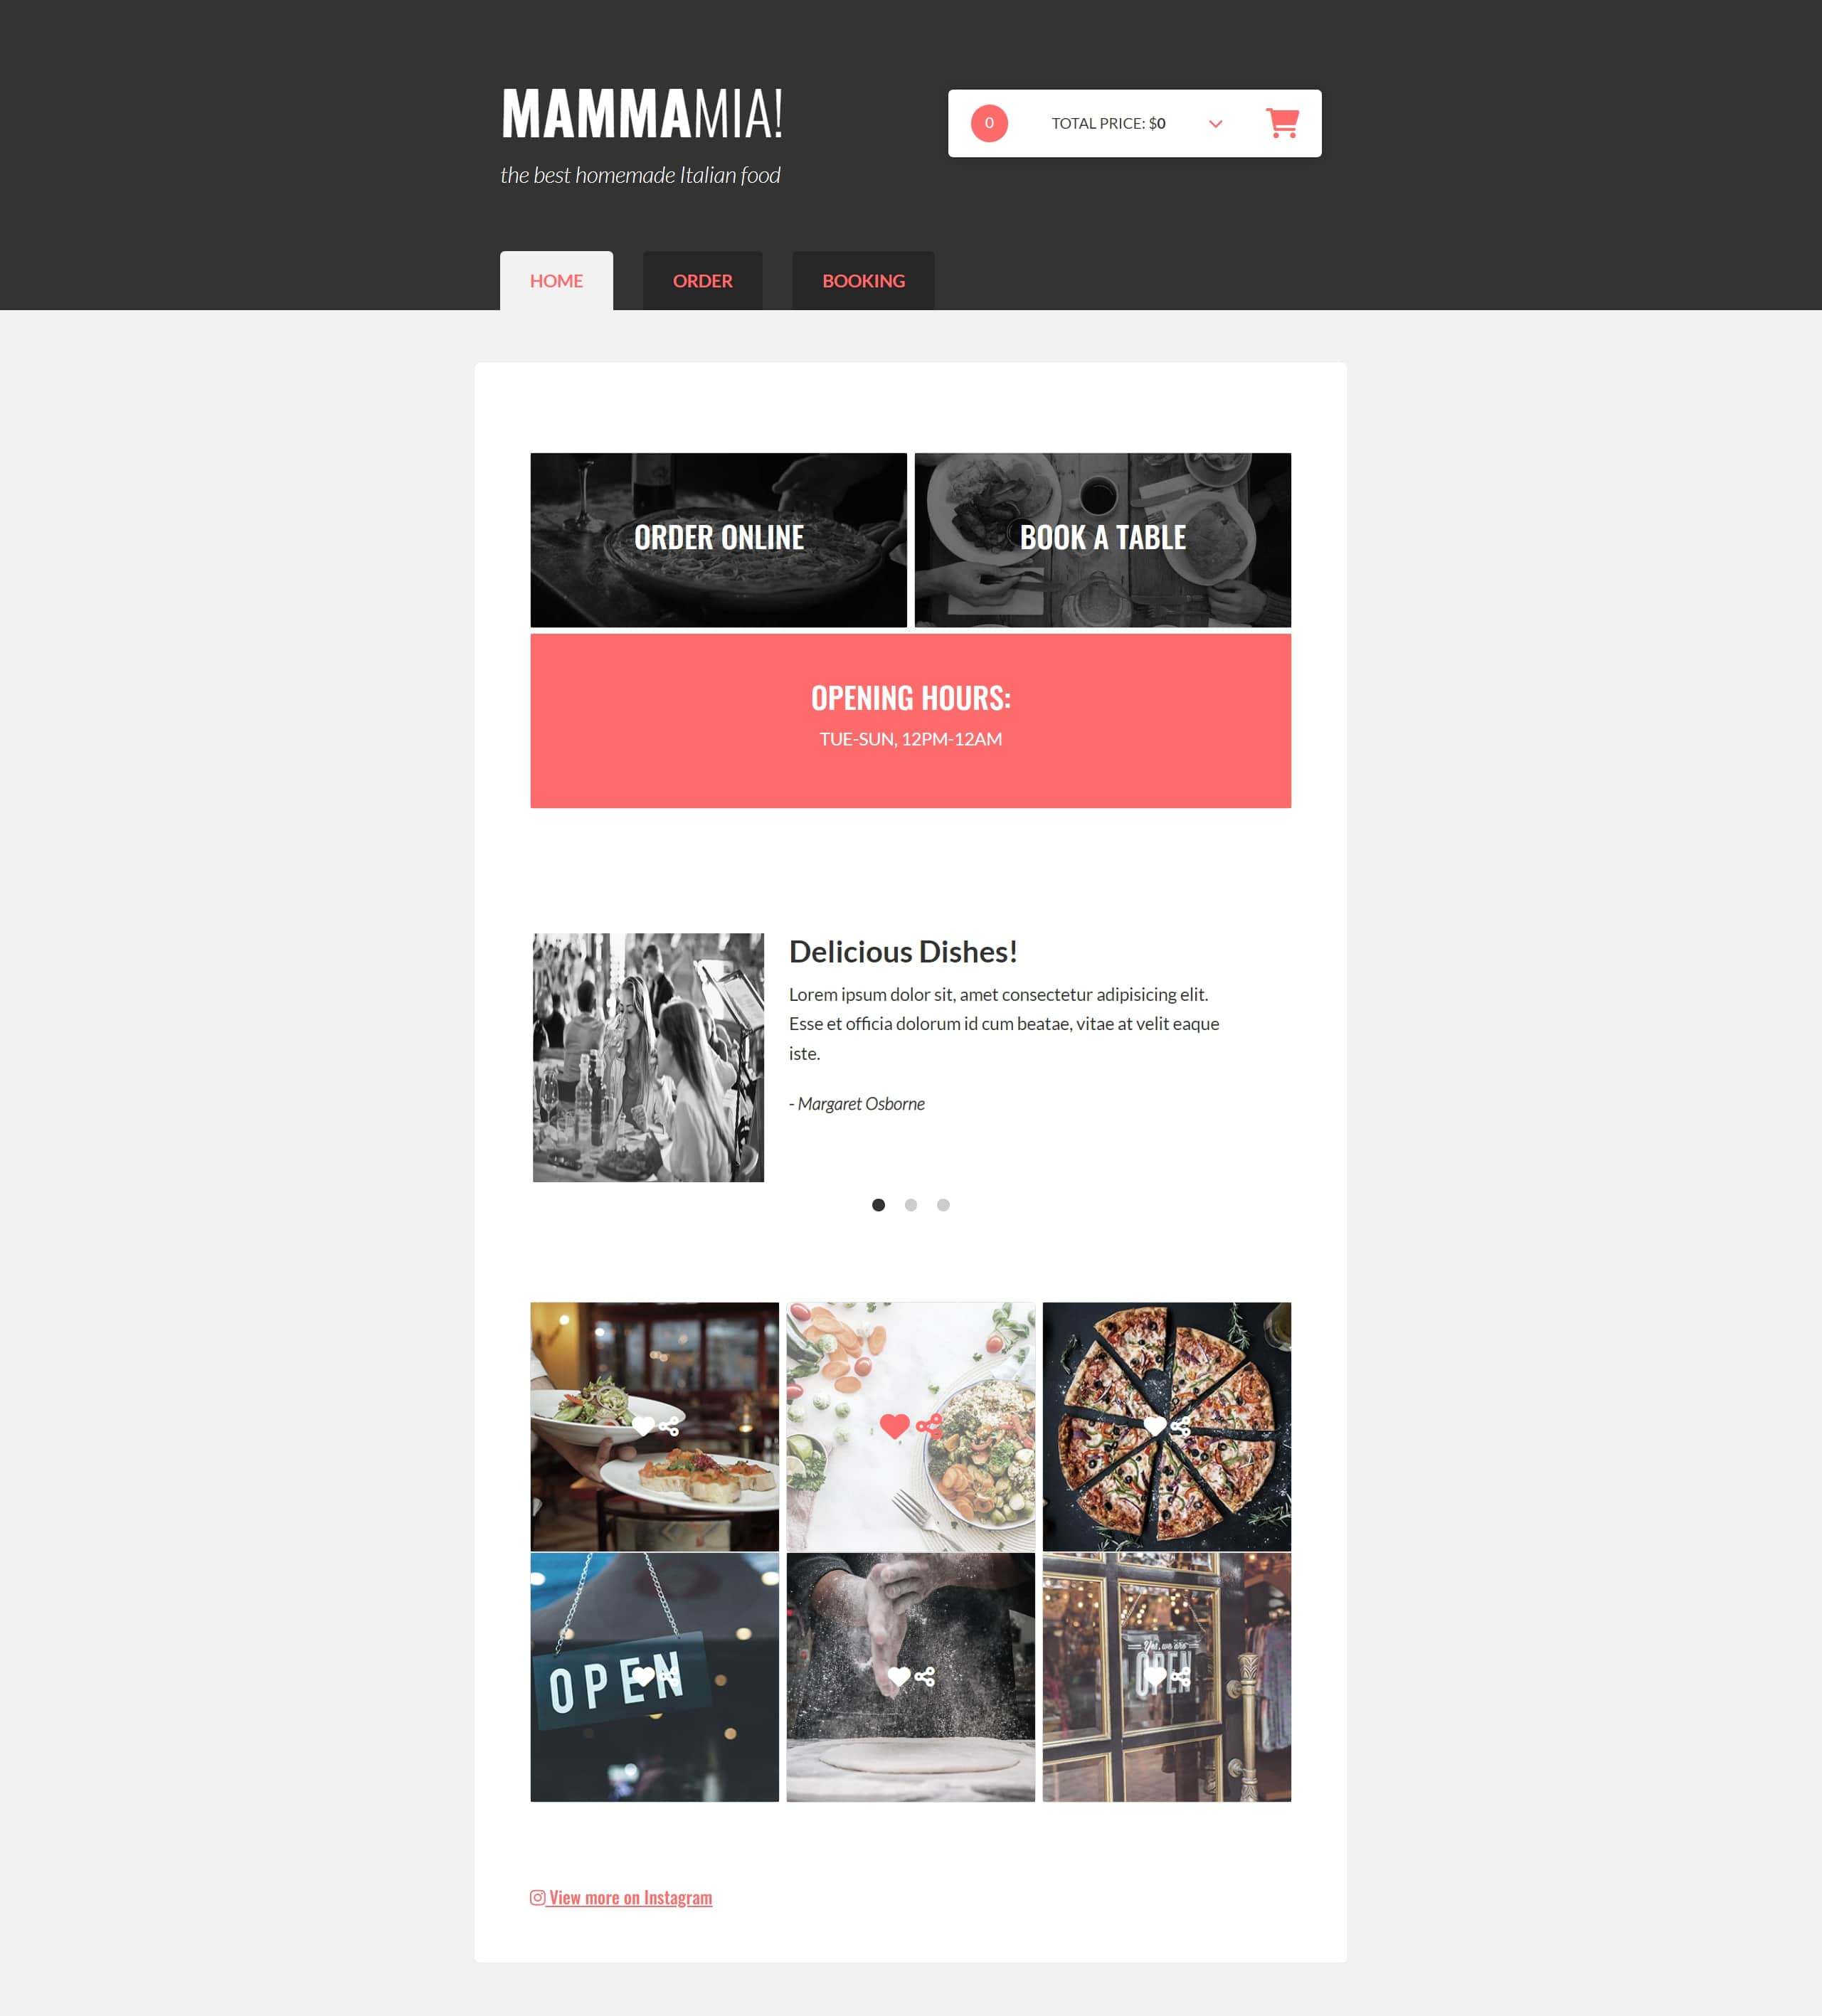 MAMMAMIA!
the best homemade Italian food
0
TOTAL PRICE: $0
HOME
ORDER
BOOKING
ORDER ONLINE
BOOK A TABLE
OPENING HOURS:
TUE-SUN, 12PM-12AM
Delicious Dishes!
Lorem ipsum dolor sit, amet consectetur adipisicing elit.
Esse et officia dolorum id cum beatae, vitae at velit eaque
iste.
- Margaret Osborne
OPEN
Yes, we are
OPEN
View more on Instagram